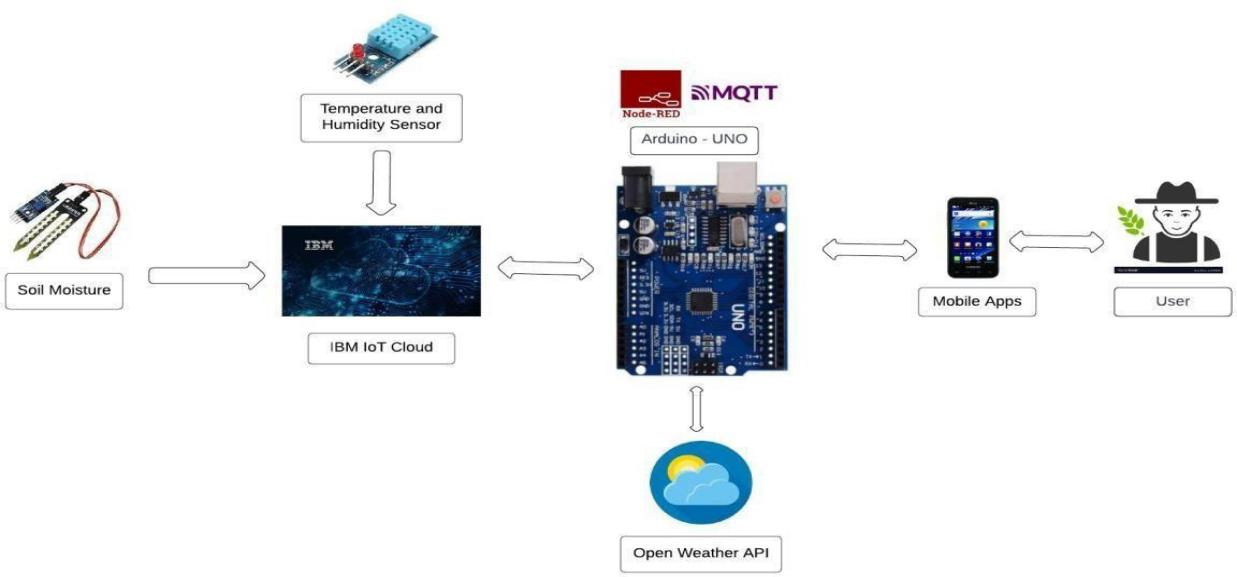 Temperature and
Humidity Sensor
Node-RED
MQTT
Arduino - UNO
Soil Moisture
IBM
IBM IoT Cloud
UNO
Mobile Apps
User
Open Weather API